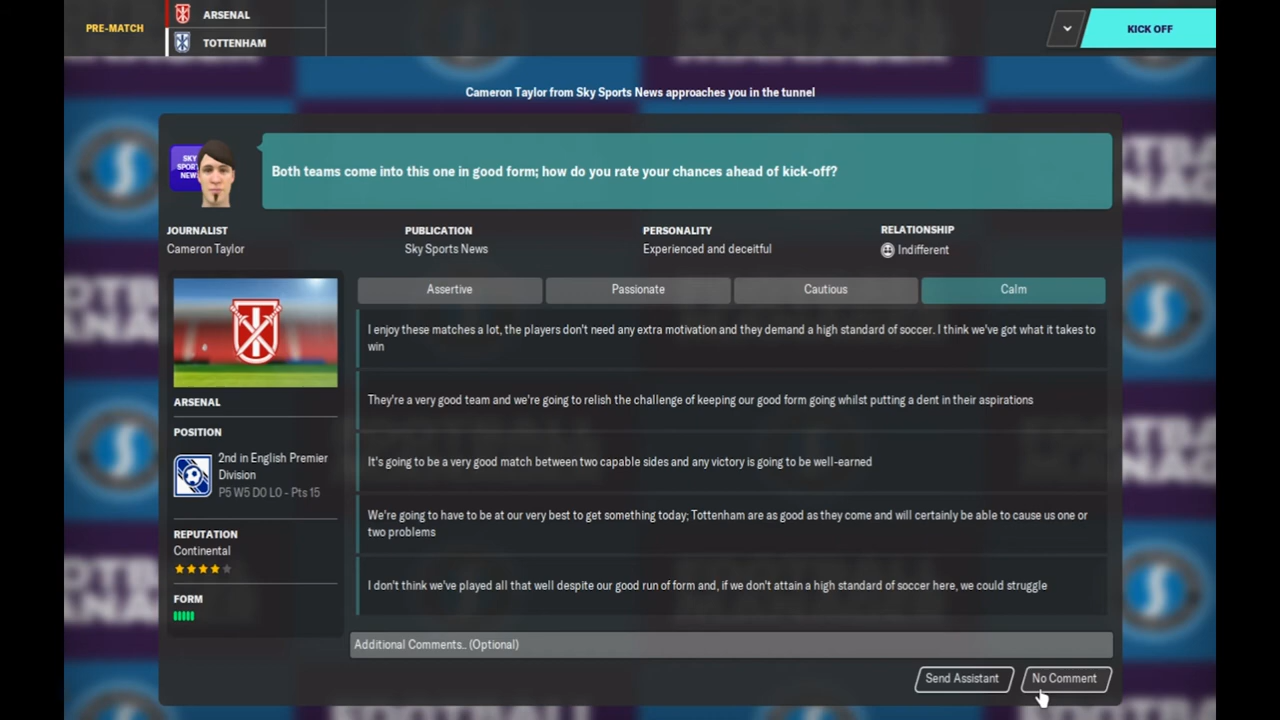 PRE-MATCH
ARSENAL
TOTTENHAM
KICK OFF
Cameron Taylor from Sky Sports News approaches you in the tunnel
SKY
SPORT
NEW
Both teams come into this one in good form; how do you rate your chances ahead of kick-off?
JOURNALIST
Cameron Taylor
PUBLICATION
Sky Sports News
PERSONALITY
Experienced and deceitful
RELATIONSHIP
Indifferent
Assertive
Passionate
Cautious
Calm
I enjoy these matches a lot, the players don't need any extra motivation and they demand a high standard of soccer. I think we've got what it takes to
win
They're a very good team and we're going to relish the challenge of keeping our good form going whilst putting a dent in their aspirations
It's going to be a very good match between two capable sides and any victory is going to be well-earned
We're going to have to be at our very best to get something today; Tottenham are as good as they come and will certainly be able to cause us one or
two problems
I don't think we've played all that well despite our good run of form and, if we don't attain a high standard of soccer here, we could struggle
ARSENAL
POSITION
2nd in English Premier
Division
P5 W5 D0 L0 - Pts 15
REPUTATION
Continental
FORM
Additional Comments.. (Optional)
Send Assistant
No Comment